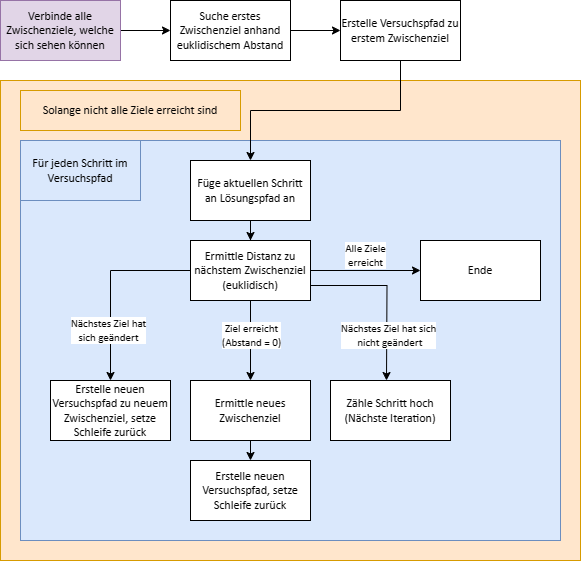 Verbinde alle
Zwischenziele, welche
sich sehen können
Suche erstes
Zwischenziel anhand
euklidischem Abstand
Erstelle Versuchspfad zu
erstem Zwischenziel
Solange nicht alle Ziele erreicht sind
Für jeden Schritt im
Versuchspfad
Füge aktuellen Schritt
an Lösungspfad an
Ermittle Distanz zu
nächstem Zwischenziel
(euklidisch)
Alle Ziele
erreicht
Ende
Nächstes Ziel hat
sich geändert
Ziel erreicht
(Abstand = 0)
Nächstes Ziel hat sich
nicht geändert
Erstelle neuen
Versuchspfad zu neuem
Zwischenziel, setze
Schleife zurück
Ermittle neues
Zwischenziel
Zähle Schritt hoch
(Nächste Iteration)
Erstelle neuen
Versuchspfad, setze
Schleife zurück